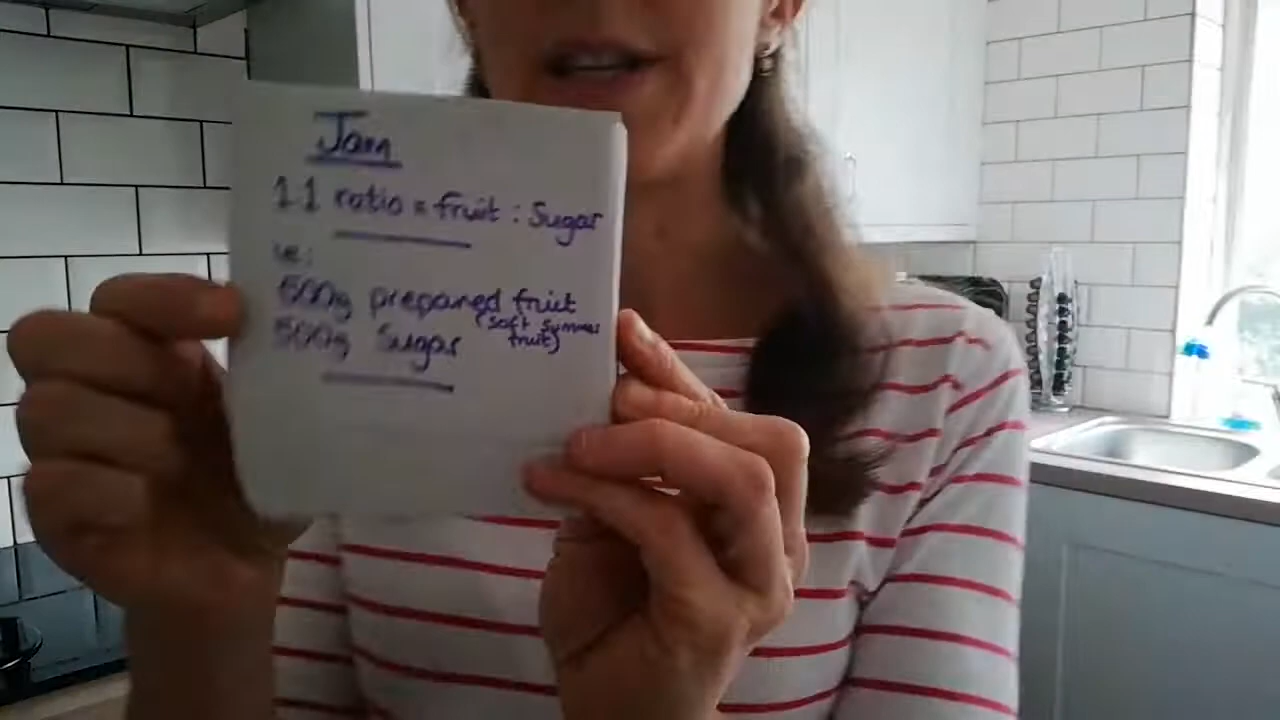 Jam
1:1 ratio = fruit : Sugar
ie:
500g prepared fruit
(soft summer
fruit)
500g Sugar